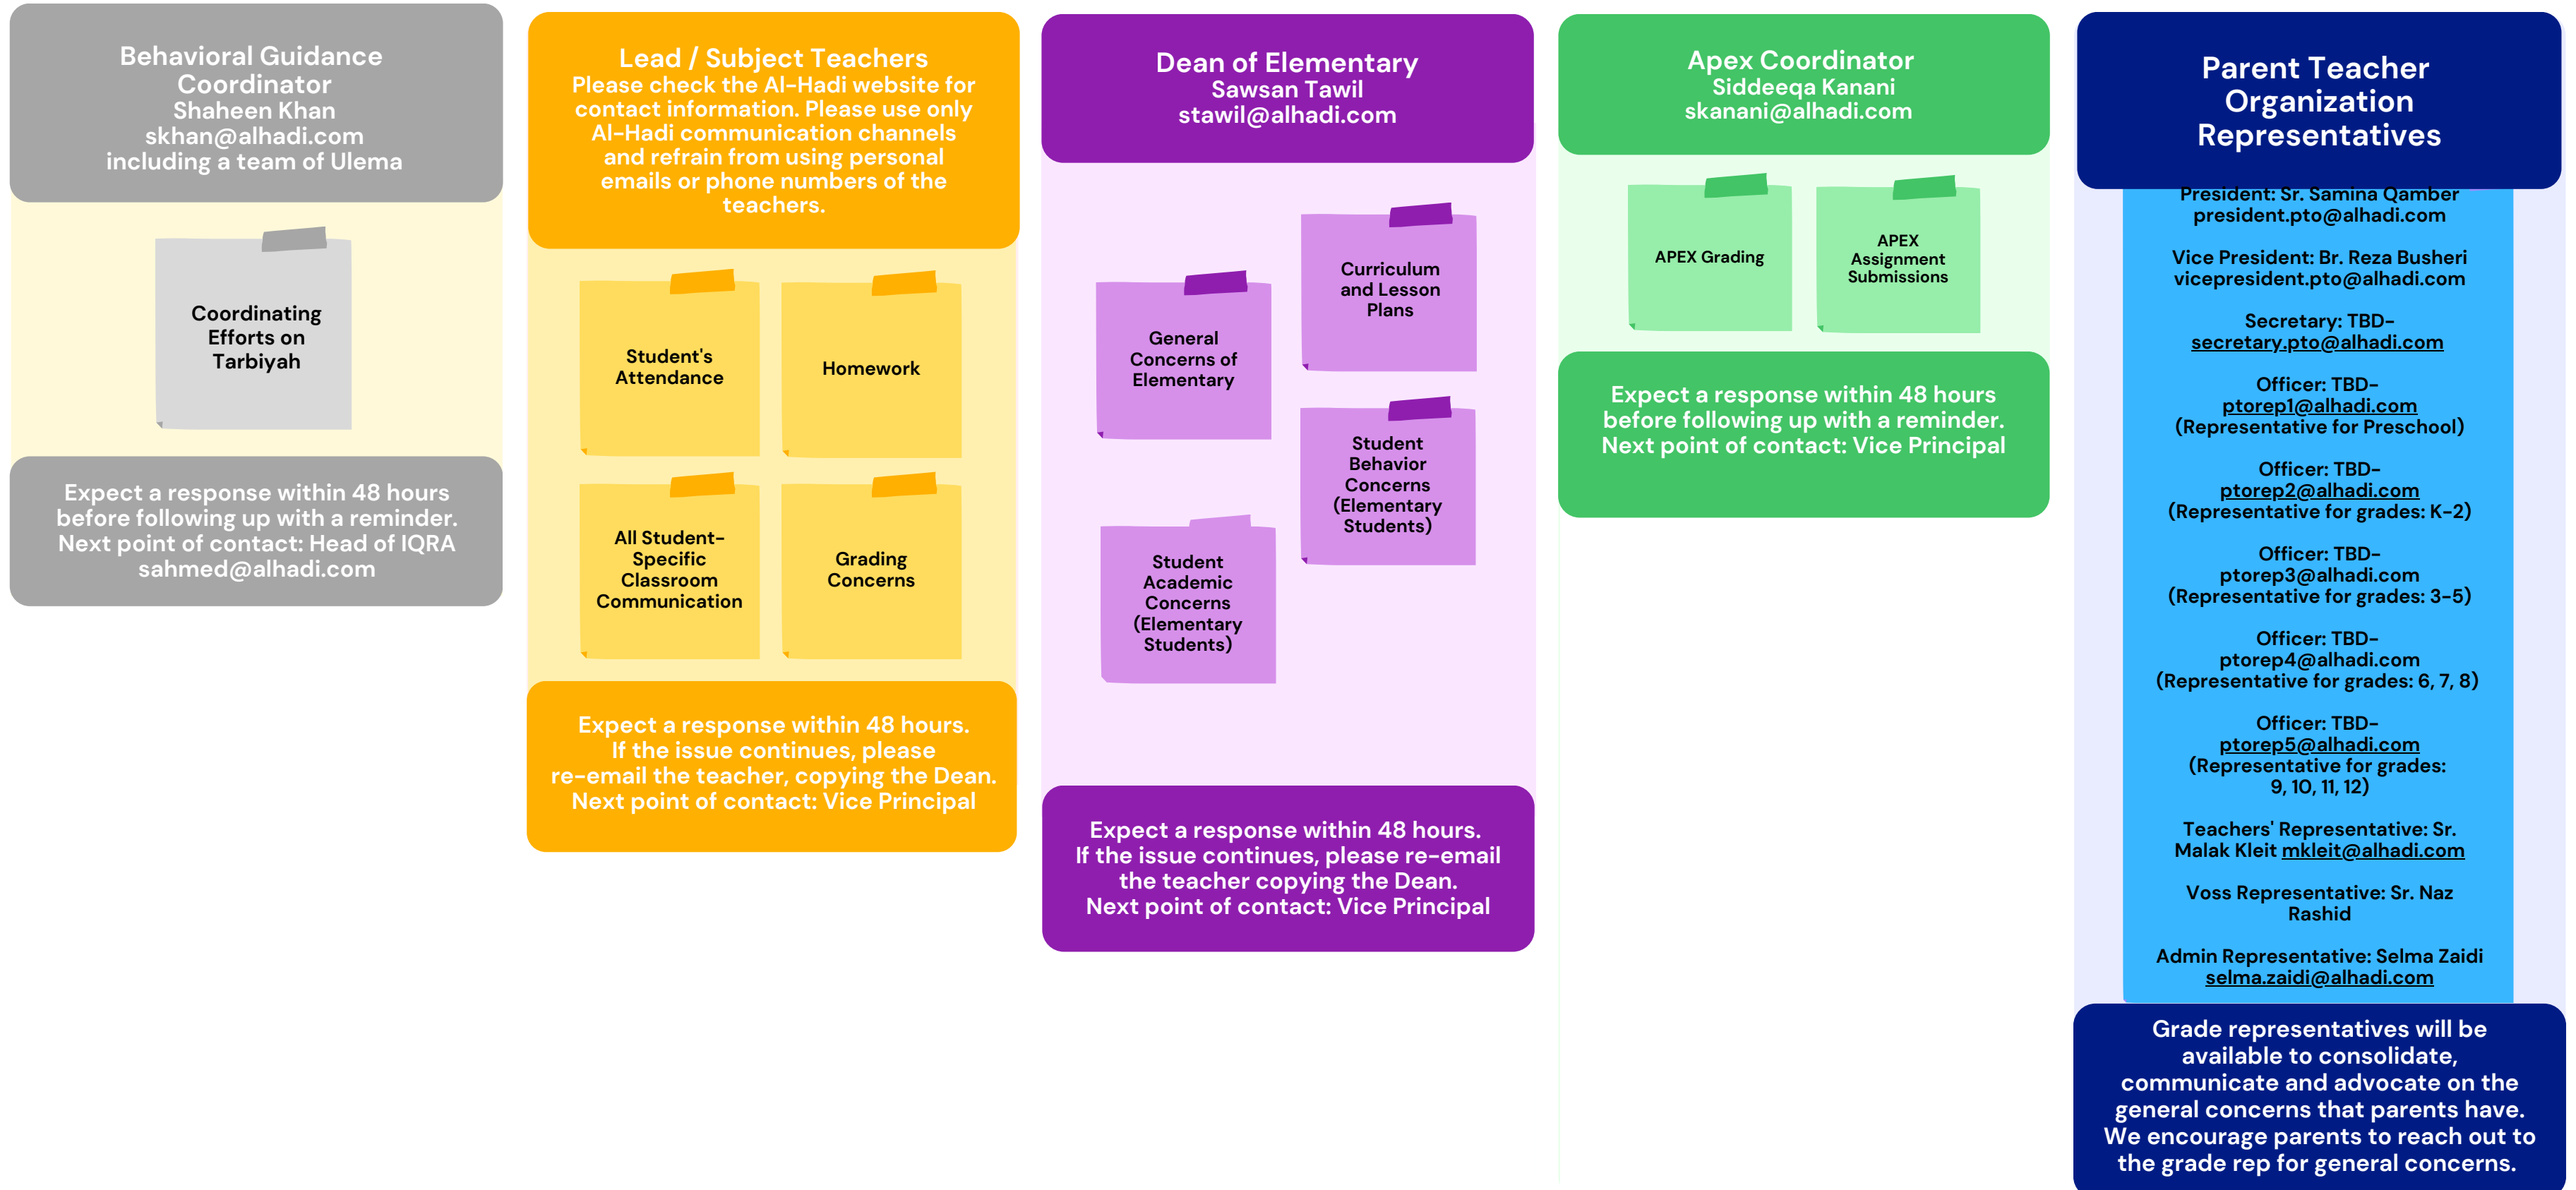 Behavioral Guidance
Coordinator
Shaheen Khan
skhan@alhadi.com
including a team of Ulema
Coordinating
Efforts on
Tarbiyah
Expect a response within 48 hours
before following up with a reminder.
Next point of contact: Head of IQRA
sahmed@alhadi.com
Lead / Subject Teachers
Please check the Al-Hadi website for
contact information. Please use only
Al-Hadi communication channels
and refrain from using personal
emails or phone numbers of the
teachers.
Student's
Attendance
Homework
All Student-
Specific
Classroom
Communication
Grading
Concerns
Expect a response within 48 hours.
If the issue continues, please
re-email the teacher, copying the Dean.
Next point of contact: Vice Principal
Dean of Elementary
Sawsan Tawil
stawil@alhadi.com
General
Concerns of
Elementary
Curriculum
and Lesson
Plans
Student
Behavior
Concerns
(Elementary
Students)
Student
Academic
Concerns
(Elementary
Students)
Expect a response within 48 hours.
If the issue continues, please re-email
the teacher copying the Dean.
Next point of contact: Vice Principal
Apex Coordinator
Siddeeqa Kanani
skanani@alhadi.com
APEX Grading
APEX
Assignment
Submissions
Expect a response within 48 hours
before following up with a reminder.
Next point of contact: Vice Principal
Parent Teacher
Organization
Representatives
President: Sr. Samina Qamber
president.pto@alhadi.com
Vice President: Br. Reza Busheri
vicepresident.pto@alhadi.com
Secretary: TBD-
secretary.pto@alhadi.com
Officer: TBD-
ptorep1@alhadi.com
(Representative for Preschool)
Officer: TBD-
ptorep2@alhadi.com
(Representative for grades: K-2)
Officer: TBD-
ptorep3@alhadi.com
(Representative for grades: 3-5)
Officer: TBD-
ptorep4@alhadi.com
(Representative for grades: 6, 7, 8)
Officer: TBD-
ptorep5@alhadi.com
(Representative for grades:
9, 10, 11, 12)
Teachers' Representative: Sr.
Malak Kleit mkleit@alhadi.com
Voss Representative: Sr. Naz
Rashid
Admin Representative: Selma Zaidi
selma.zaidi@alhadi.com
Grade representatives will be
available to consolidate,
communicate and advocate on the
general concerns that parents have.
We encourage parents to reach out to
the grade rep for general concerns.